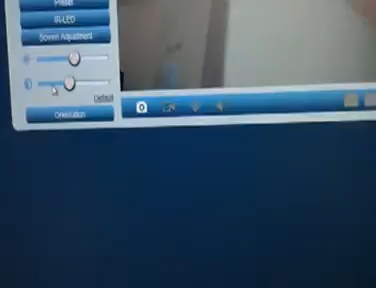 Preset
IR-LED
Screen Adjustment
Default
Orientation